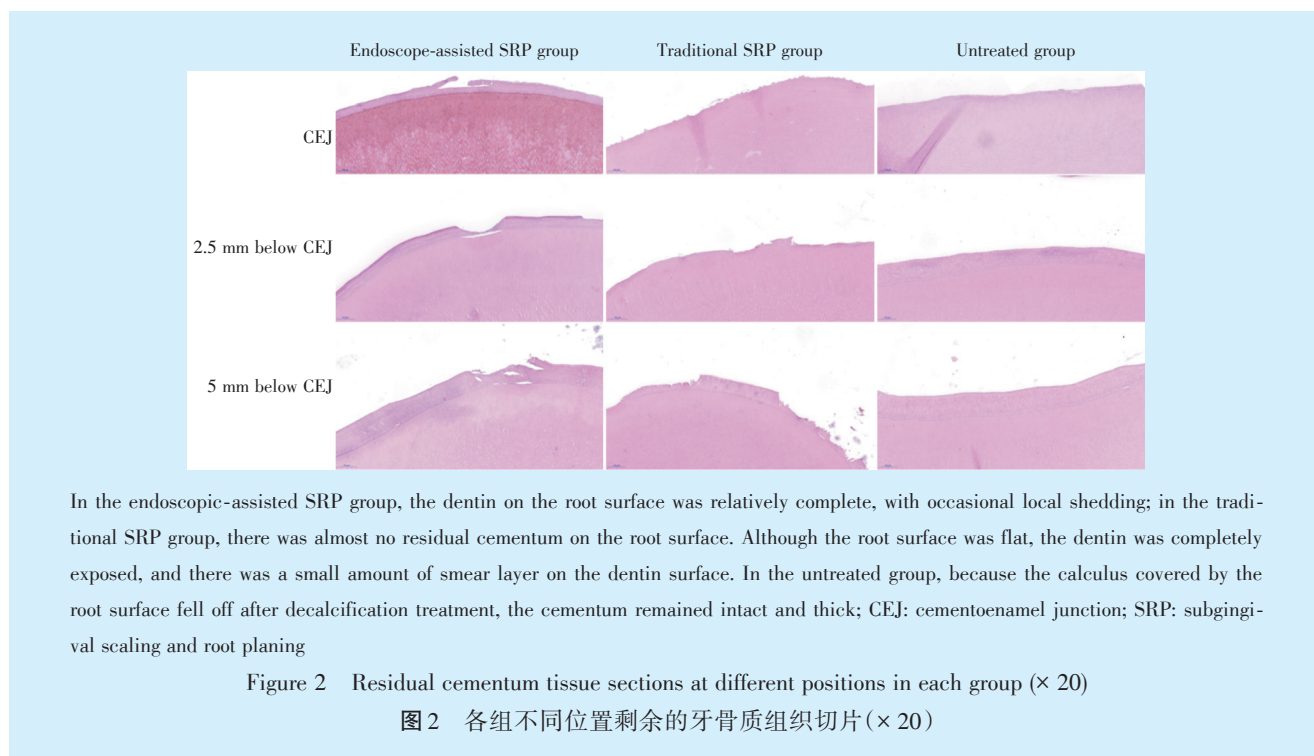 Endoscope-assisted SRP group Traditional SRP group Untreated group
CEJ
2.5 mm below CEJ
5 mm below CEJ
In the endoscopic-assisted SRP group, the dentin on the root surface was relatively complete, with occasional local shedding; in the tradi-
tional SRP group, there was almost no residual cementum on the root surface. Although the root surface was flat, the dentin was completely
exposed, and there was a small amount of smear layer on the dentin surface. In the untreated group, because the calculus covered by the
root surface fell off after decalcification treatment, the cementum remained intact and thick; CEJ: cementoenamel junction; SRP: subgingi-
val scaling and root planing
Figure 2 Residual cementum tissue sections at different positions in each group (× 20)
图2 各组不同位置剩余的牙骨质组织切片(× 20)